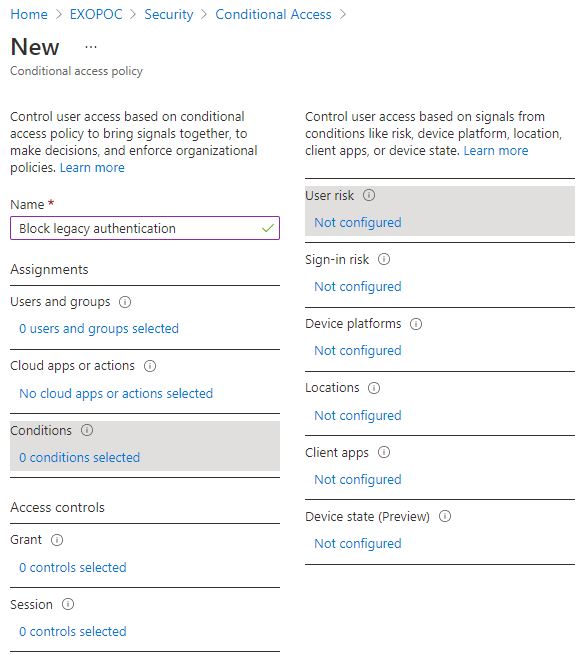 Home > EXOPOC > Security > Conditional Access >
New ...
Conditional access policy
Control user access based on conditional
access policy to bring signals together, to
make decisions, and enforce organizational
policies. Learn more
Name *
Block legacy authentication
Assignments
Users and groups
0 users and groups selected
Cloud apps or actions
No cloud apps or actions selected
Conditions
0 conditions selected
Access controls
Grant
0 controls selected
Session
0 controls selected
Control user access based on signals from
conditions like risk, device platform, location,
client apps, or device state. Learn more
User risk
Not configured
Sign-in risk
Not configured
Device platforms
Not configured
Locations
Not configured
Client apps
Not configured
Device state (Preview)
Not configured